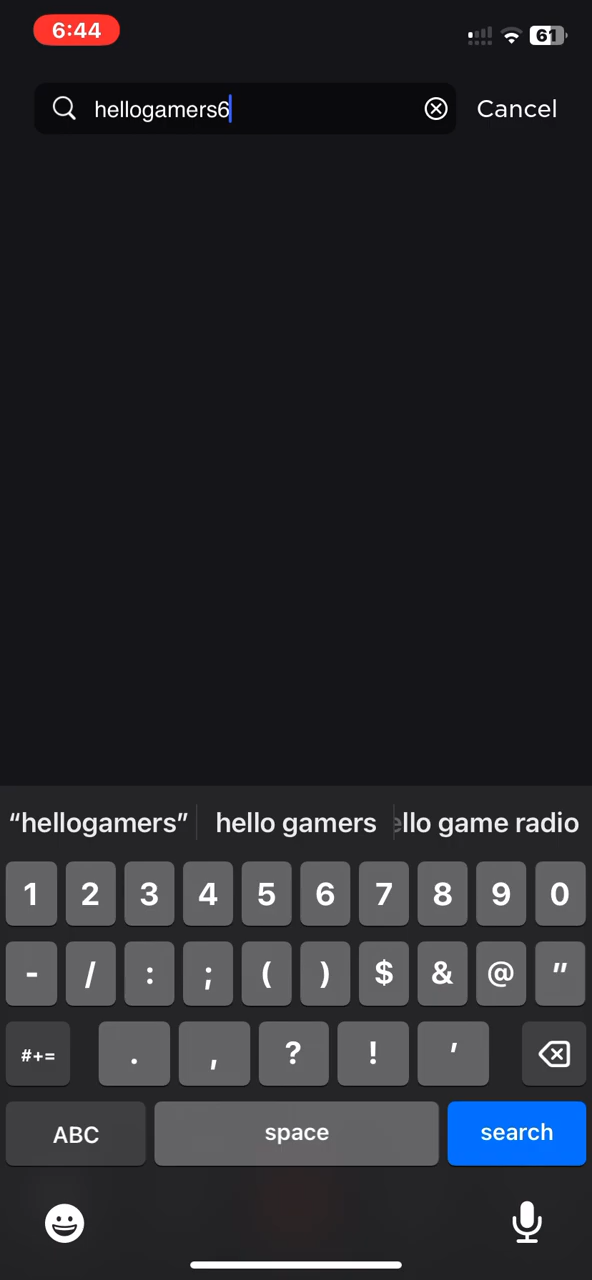 6:44
61
hellogamers6
Cancel
“hellogamers”
hello gamers
ello game radio
1 2 3 4 5 6 7 8 9 0
- / : ; ( ) $ & @ "
#+= . , ? ! '
ABC space search